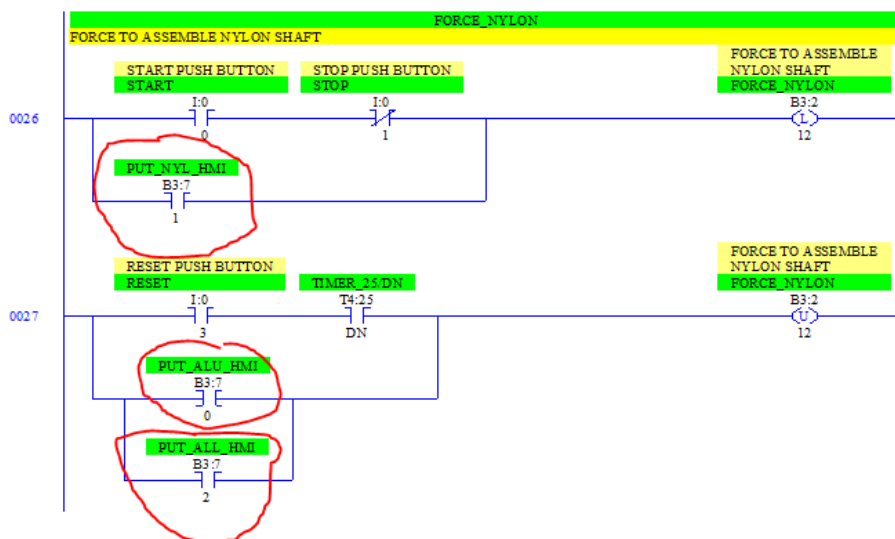 FORCE_NYLON
FORCE TO ASSEMBLE NYLON SHAFT
FORCE TO ASSEMBLE
NYLON SHAFT
FORCE_NYLON
B3:2
L
12
START PUSH BUTTON
START
I:0
0
STOP PUSH BUTTON
STOP
I:0
1
0026
PUT_NYL_HMI
B3:7
1
FORCE TO ASSEMBLE
NYLON SHAFT
FORCE_NYLON
B3:2
U
12
RESET PUSH BUTTON
RESET
I:0
3
TIMER_25/DN
T4:25
DN
0027
PUT_ALU_HMI
B3:7
0
PUT_ALL_HMI
B3:7
2